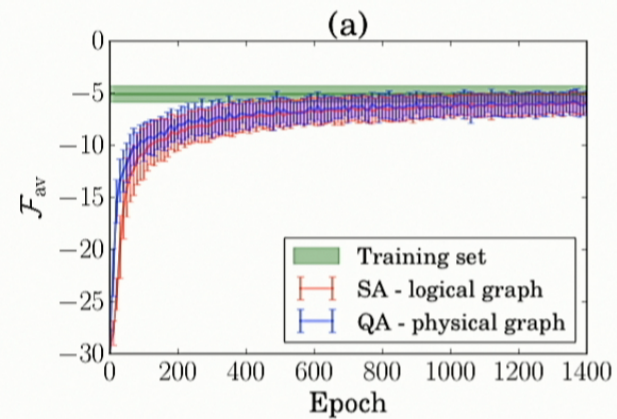 (a)
0
−5
−10
−15
−20
−25
−30
ℱav
Training set
SA - logical graph
QA - physical graph
0 200 400 600 800 1000 1200 1400
Epoch